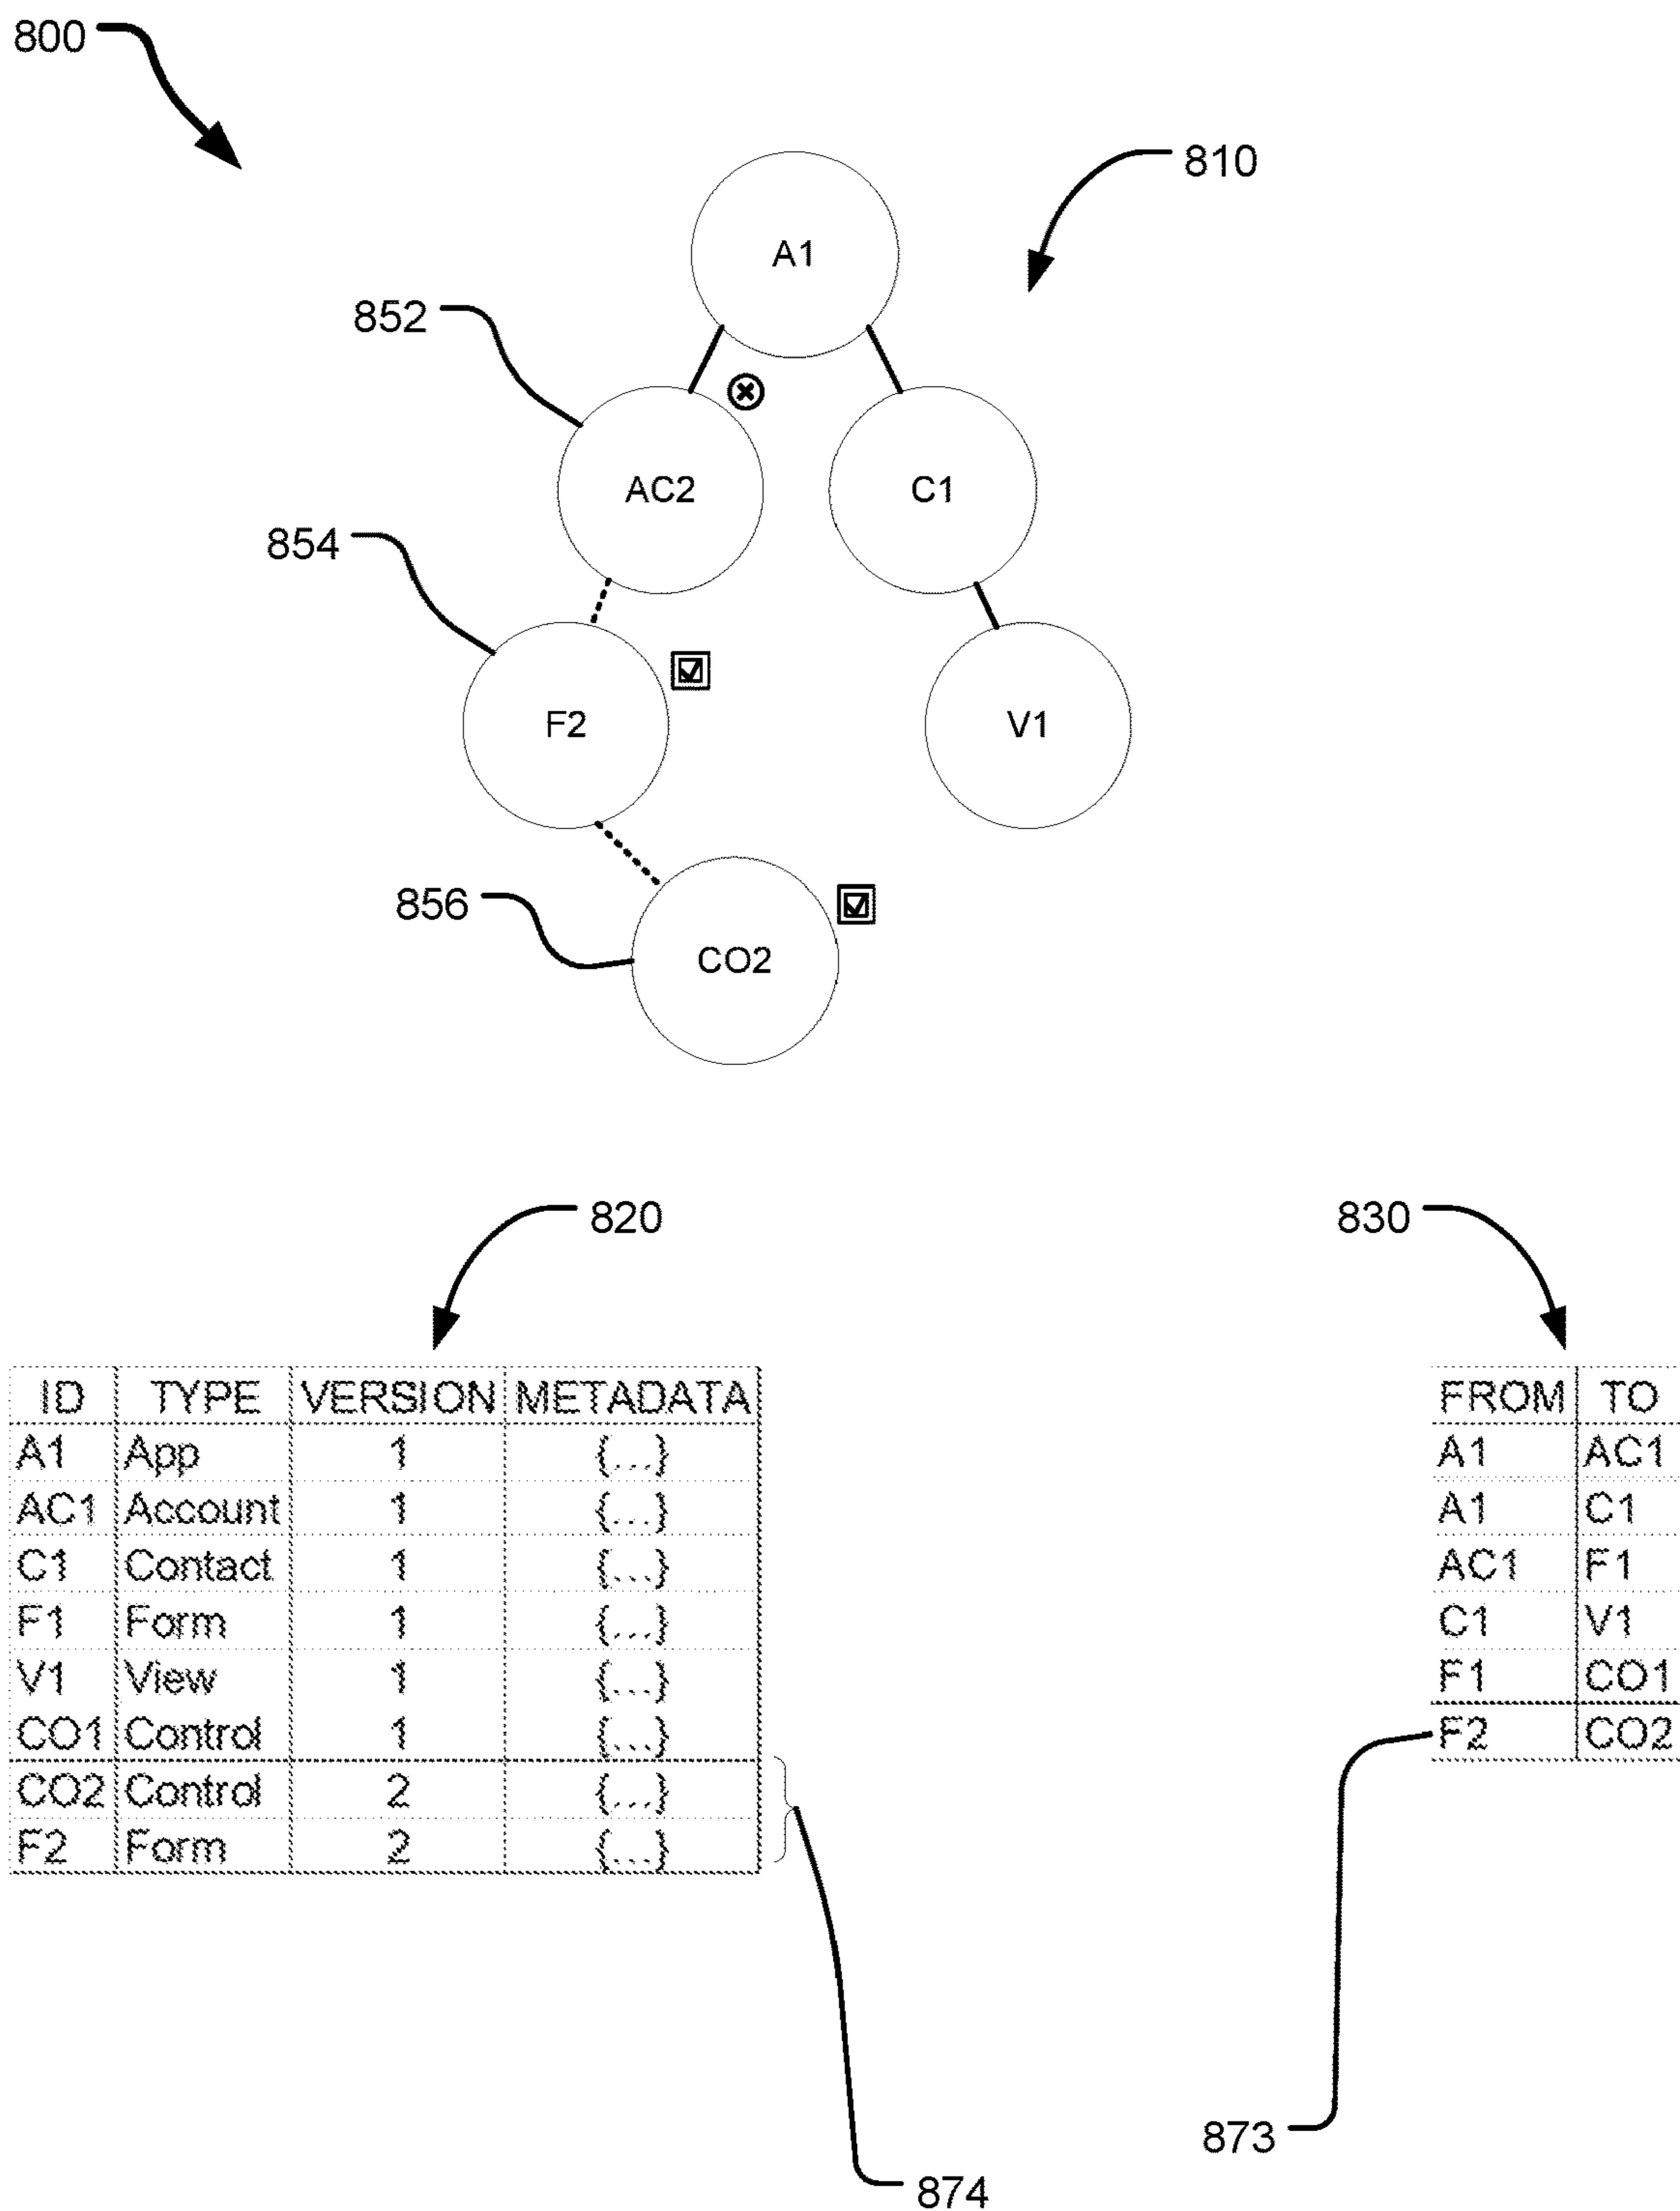 800
810
A1
852
AC2
C1
854
F2
V1
856
CO2
820
830
ID TYPE VERSION METADATA
A1 App 1 {...}
AC1 Account 1 {...}
C1 Contact 1 {...}
F1 Form 1 {...}
V1 View 1 {...}
CO1 Control 1 {...}
CO2 Control 2 {...}
F2 Form 2 {...}
FROM TO
A1 AC1
A1 C1
AC1 F1
C1 V1
F1 CO1
F2 CO2
873
874